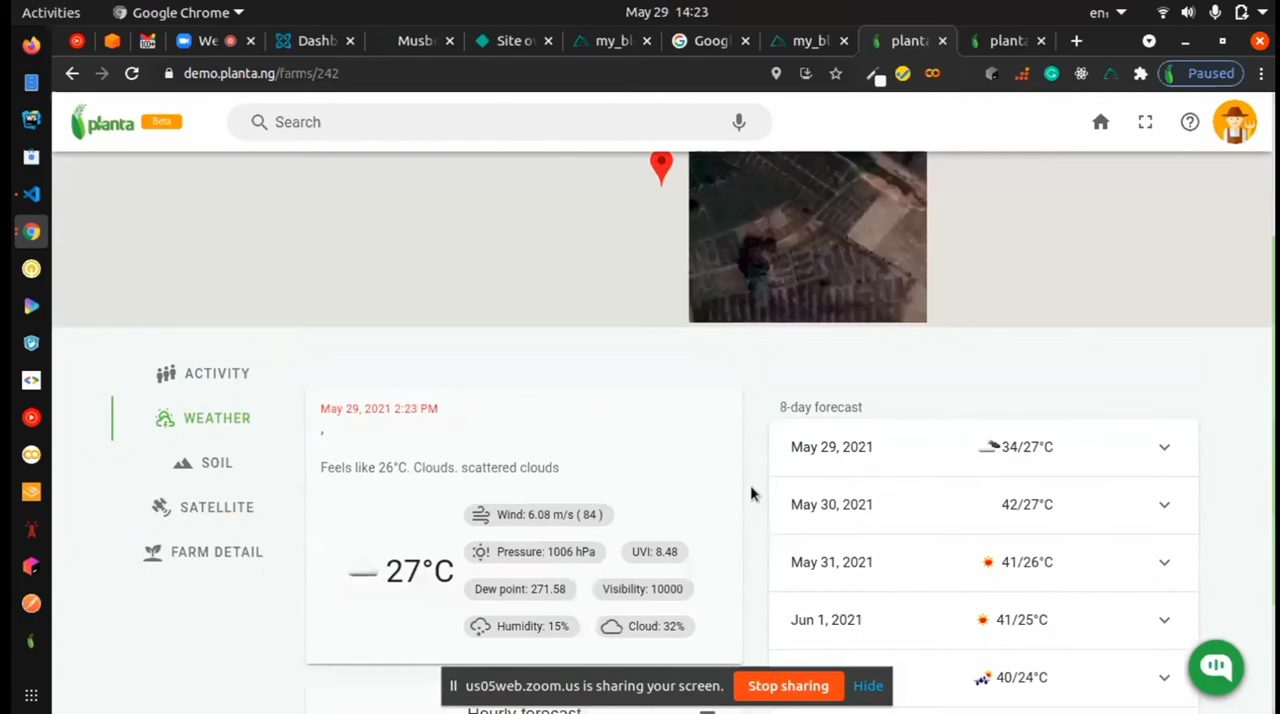 Activities Google Chrome May 29 14:23 en₁
100+ We Dashb Musb Site o my_bl Goog my_bl planta planta
demo.planta.ng/farms/242 Paused
planta Beta Search
ACTIVITY
WEATHER
SOIL
SATELLITE
FARM DETAIL
May 29, 2021 2:23 PM
,
Feels like 26°C. Clouds. scattered clouds
27°C
Wind: 6.08 m/s ( 84 )
Pressure: 1006 hPa UVI: 8.48
Dew point: 271.58 Visibility: 10000
Humidity: 15% Cloud: 32%
8-day forecast
May 29, 2021 34/27°C
May 30, 2021 42/27°C
May 31, 2021 41/26°C
Jun 1, 2021 41/25°C
40/24°C
us05web.zoom.us is sharing your screen. Stop sharing Hide
Hourly forecast